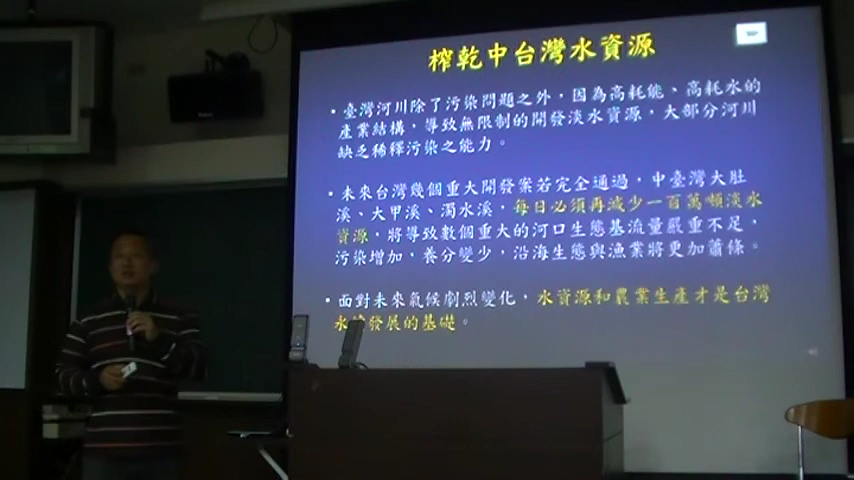 榨乾中台灣水資源
・臺灣河川除了污染問題之外，因為高耗能、高耗水的
產業結構，導致無限制的開發淡水資源，大部分河川
缺乏稀釋污染之能力。
・未來台灣幾個重大開發案若完全通過，中臺灣大肚
溪、大甲溪、濁水溪，每日必須再減少一百萬噸淡水
資源，將導致數個重大的河口生態基流量嚴重不足，
污染增加，養分變少，沿海生態與漁業將更加蕭條。
・面對未來氣候劇烈變化，水資源和農業生產才是台灣
永續發展的基礎。